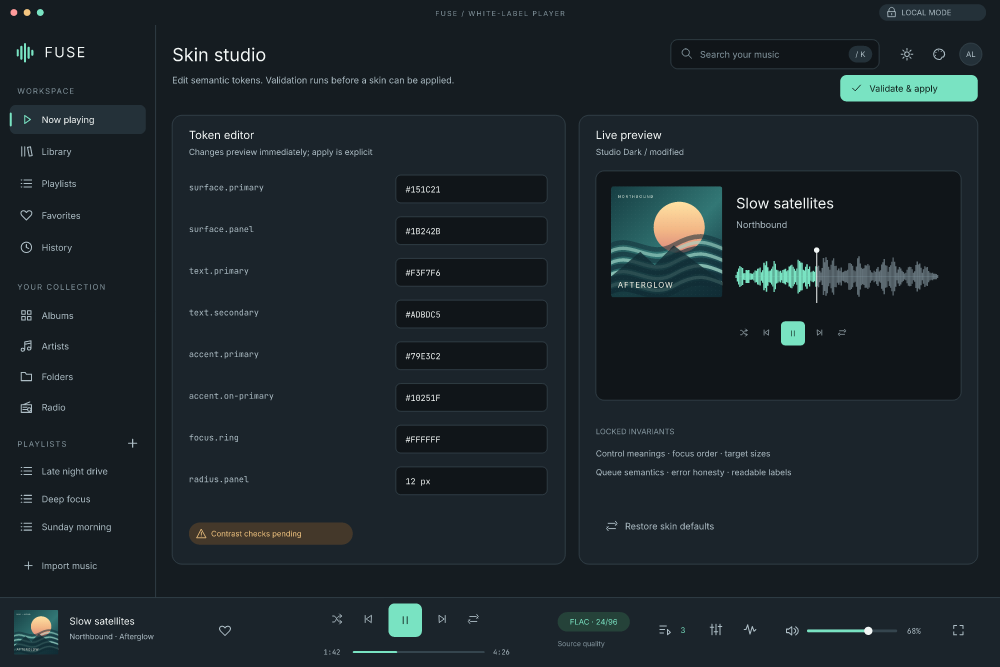 FUSE / WHITE-LABEL PLAYER
LOCAL MODE
FUSE
WORKSPACE
Now playing
Library
Playlists
Favorites
History
YOUR COLLECTION
Albums
Artists
Folders
Radio
PLAYLISTS
Late night drive
Deep focus
Sunday morning
Import music
Skin studio
Edit semantic tokens. Validation runs before a skin can be applied.
Search your music
/ K
AL
Validate & apply
Token editor
Changes preview immediately; apply is explicit
surface.primary
#151C21
surface.panel
#1B242B
text.primary
#F3F7F6
text.secondary
#ADBDC5
accent.primary
#79E3C2
accent.on-primary
#10251F
focus.ring
#FFFFFF
radius.panel
12 px
Contrast checks pending
Live preview
Studio Dark / modified
NORTHBOUND
AFTERGLOW
Slow satellites
Northbound
LOCKED INVARIANTS
Control meanings · focus order · target sizes
Queue semantics · error honesty · readable labels
Restore skin defaults
AFTERGLOW
Slow satellites
Northbound · Afterglow
1:42
4:26
FLAC · 24/96
Source quality
3
68%